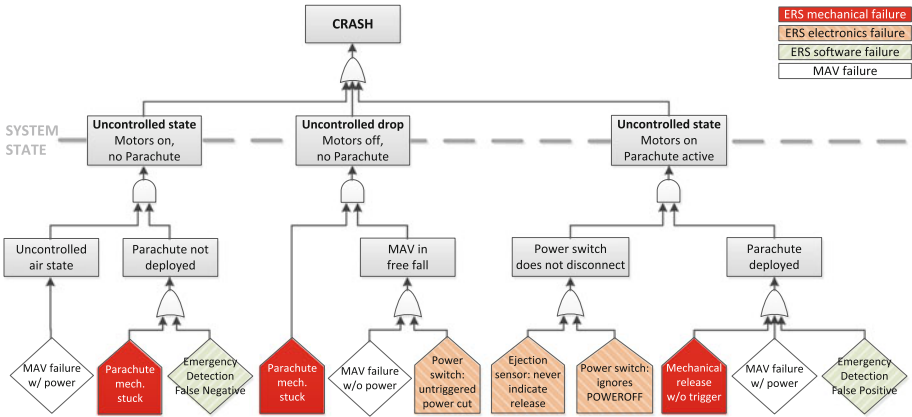 CRASH
ERS mechanical failure
ERS electronics failure
ERS software failure
MAV failure
SYSTEM
STATE
Uncontrolled state
Motors on,
no Parachute
Uncontrolled drop
Motors off,
no Parachute
Uncontrolled state
Motors on
Parachute active
Uncontrolled
air state
Parachute not
deployed
MAV in
free fall
Power switch
does not disconnect
Parachute
deployed
MAV failure
w/ power
Parachute
mech.
stuck
Emergency
Detection
False Negative
Parachute
mech.
stuck
MAV failure
w/o power
Power
switch:
untriggered
power cut
Ejection
sensor: never
indicate
release
Power switch:
ignores
POWEROFF
Mechanical
release
w/o trigger
MAV failure
w/ power
Emergency
Detection
False Positive